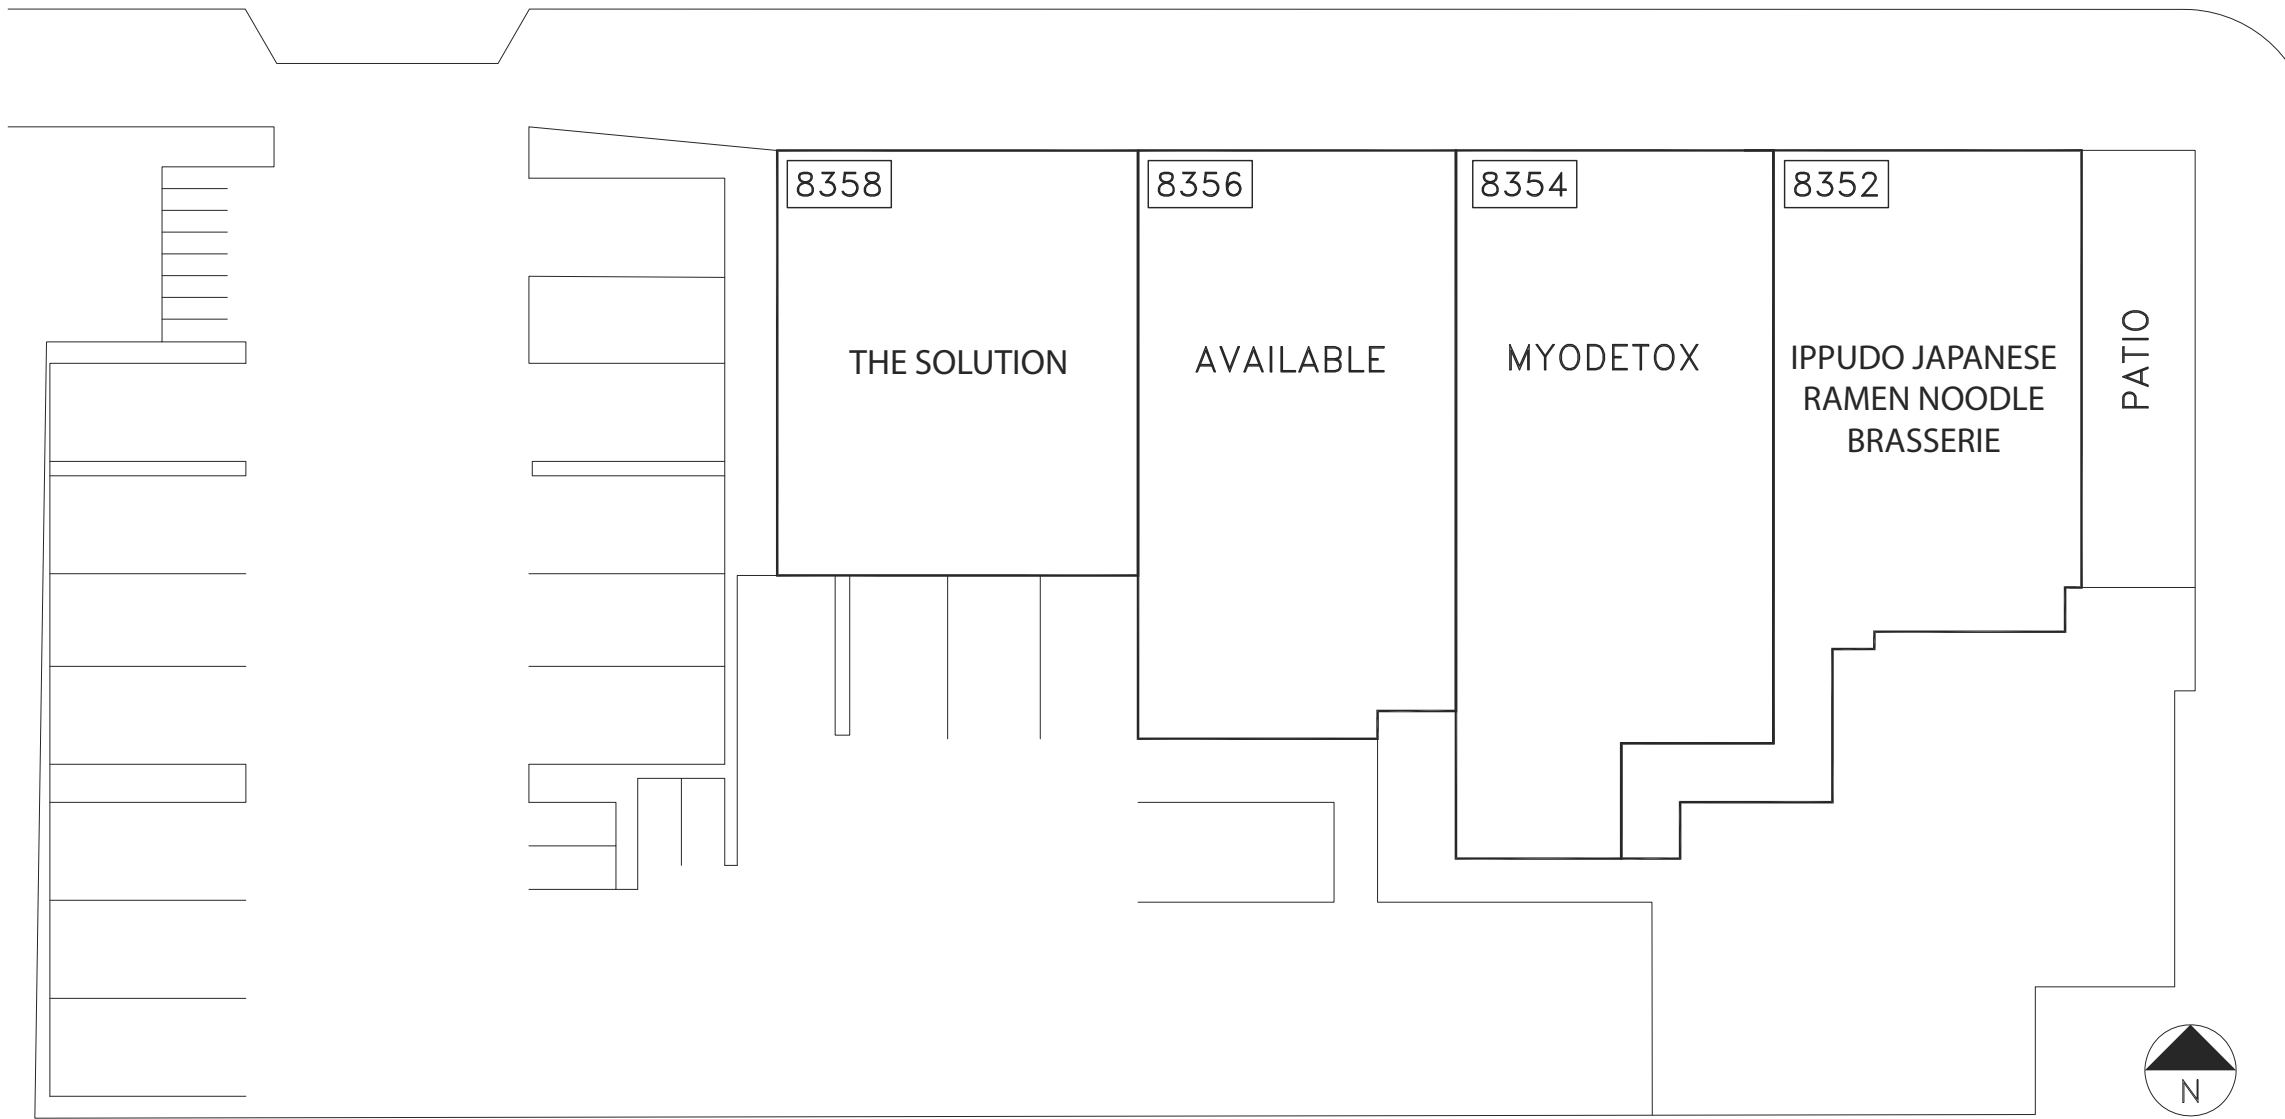 8358
8356
8354
8352
THE SOLUTION
AVAILABLE
MYODETOX
IPPUDO JAPANESE
RAMEN NOODLE
BRASSERIE
PATIO
N